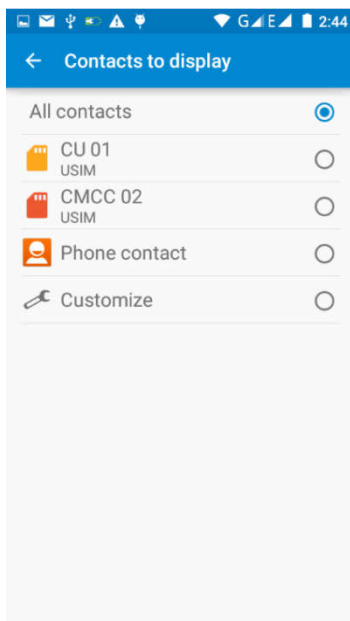 G E 2:44
Contacts to display
All contacts
CU 01
USIM
CMCC 02
USIM
Phone contact
Customize